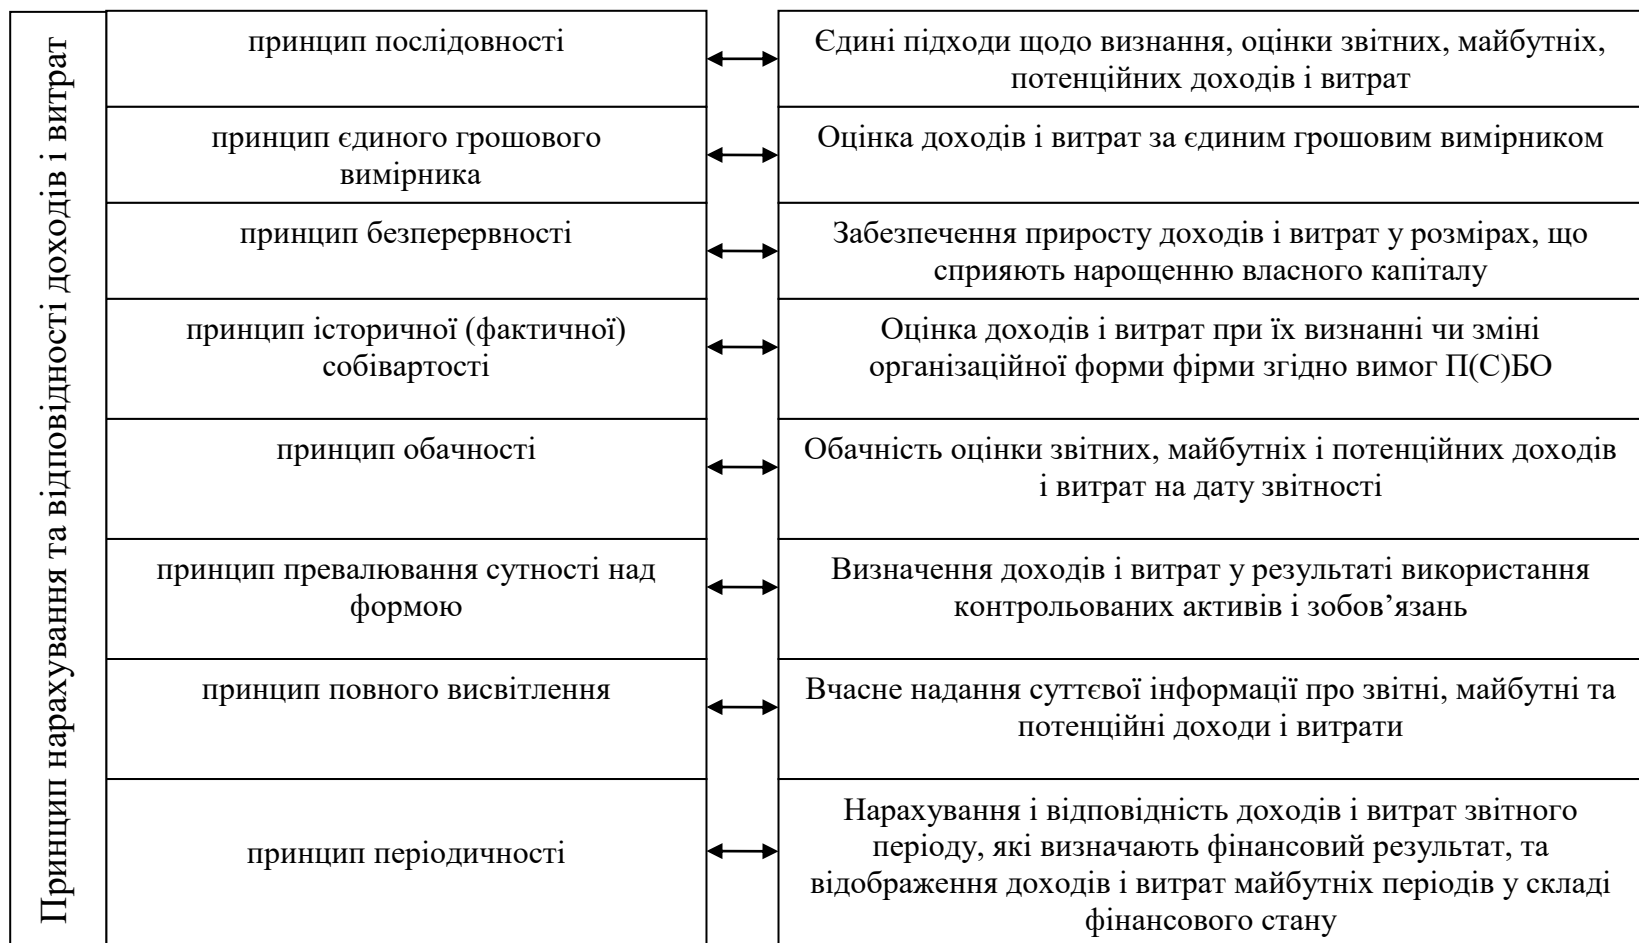 Принцип нарахування та відповідності доходів і витрат
принцип послідовності
Єдині підходи щодо визнання, оцінки звітних, майбутніх,
потенційних доходів і витрат
принцип єдиного грошового
вимірника
Оцінка доходів і витрат за єдиним грошовим вимірником
принцип безперервності
Забезпечення приросту доходів і витрат у розмірах, що
сприяють нарощенню власного капіталу
принцип історичної (фактичної)
собівартості
Оцінка доходів і витрат при їх визнанні чи зміні
організаційної форми фірми згідно вимог П(С)БО
принцип обачності
Обачність оцінки звітних, майбутніх і потенційних доходів
і витрат на дату звітності
принцип превалювання сутності над
формою
Визначення доходів і витрат у результаті використання
контрольованих активів і зобов’язань
принцип повного висвітлення
Вчасне надання суттєвої інформації про звітні, майбутні та
потенційні доходи і витрати
принцип періодичності
Нарахування і відповідність доходів і витрат звітного
періоду, які визначають фінансовий результат, та
відображення доходів і витрат майбутніх періодів у складі
фінансового стану